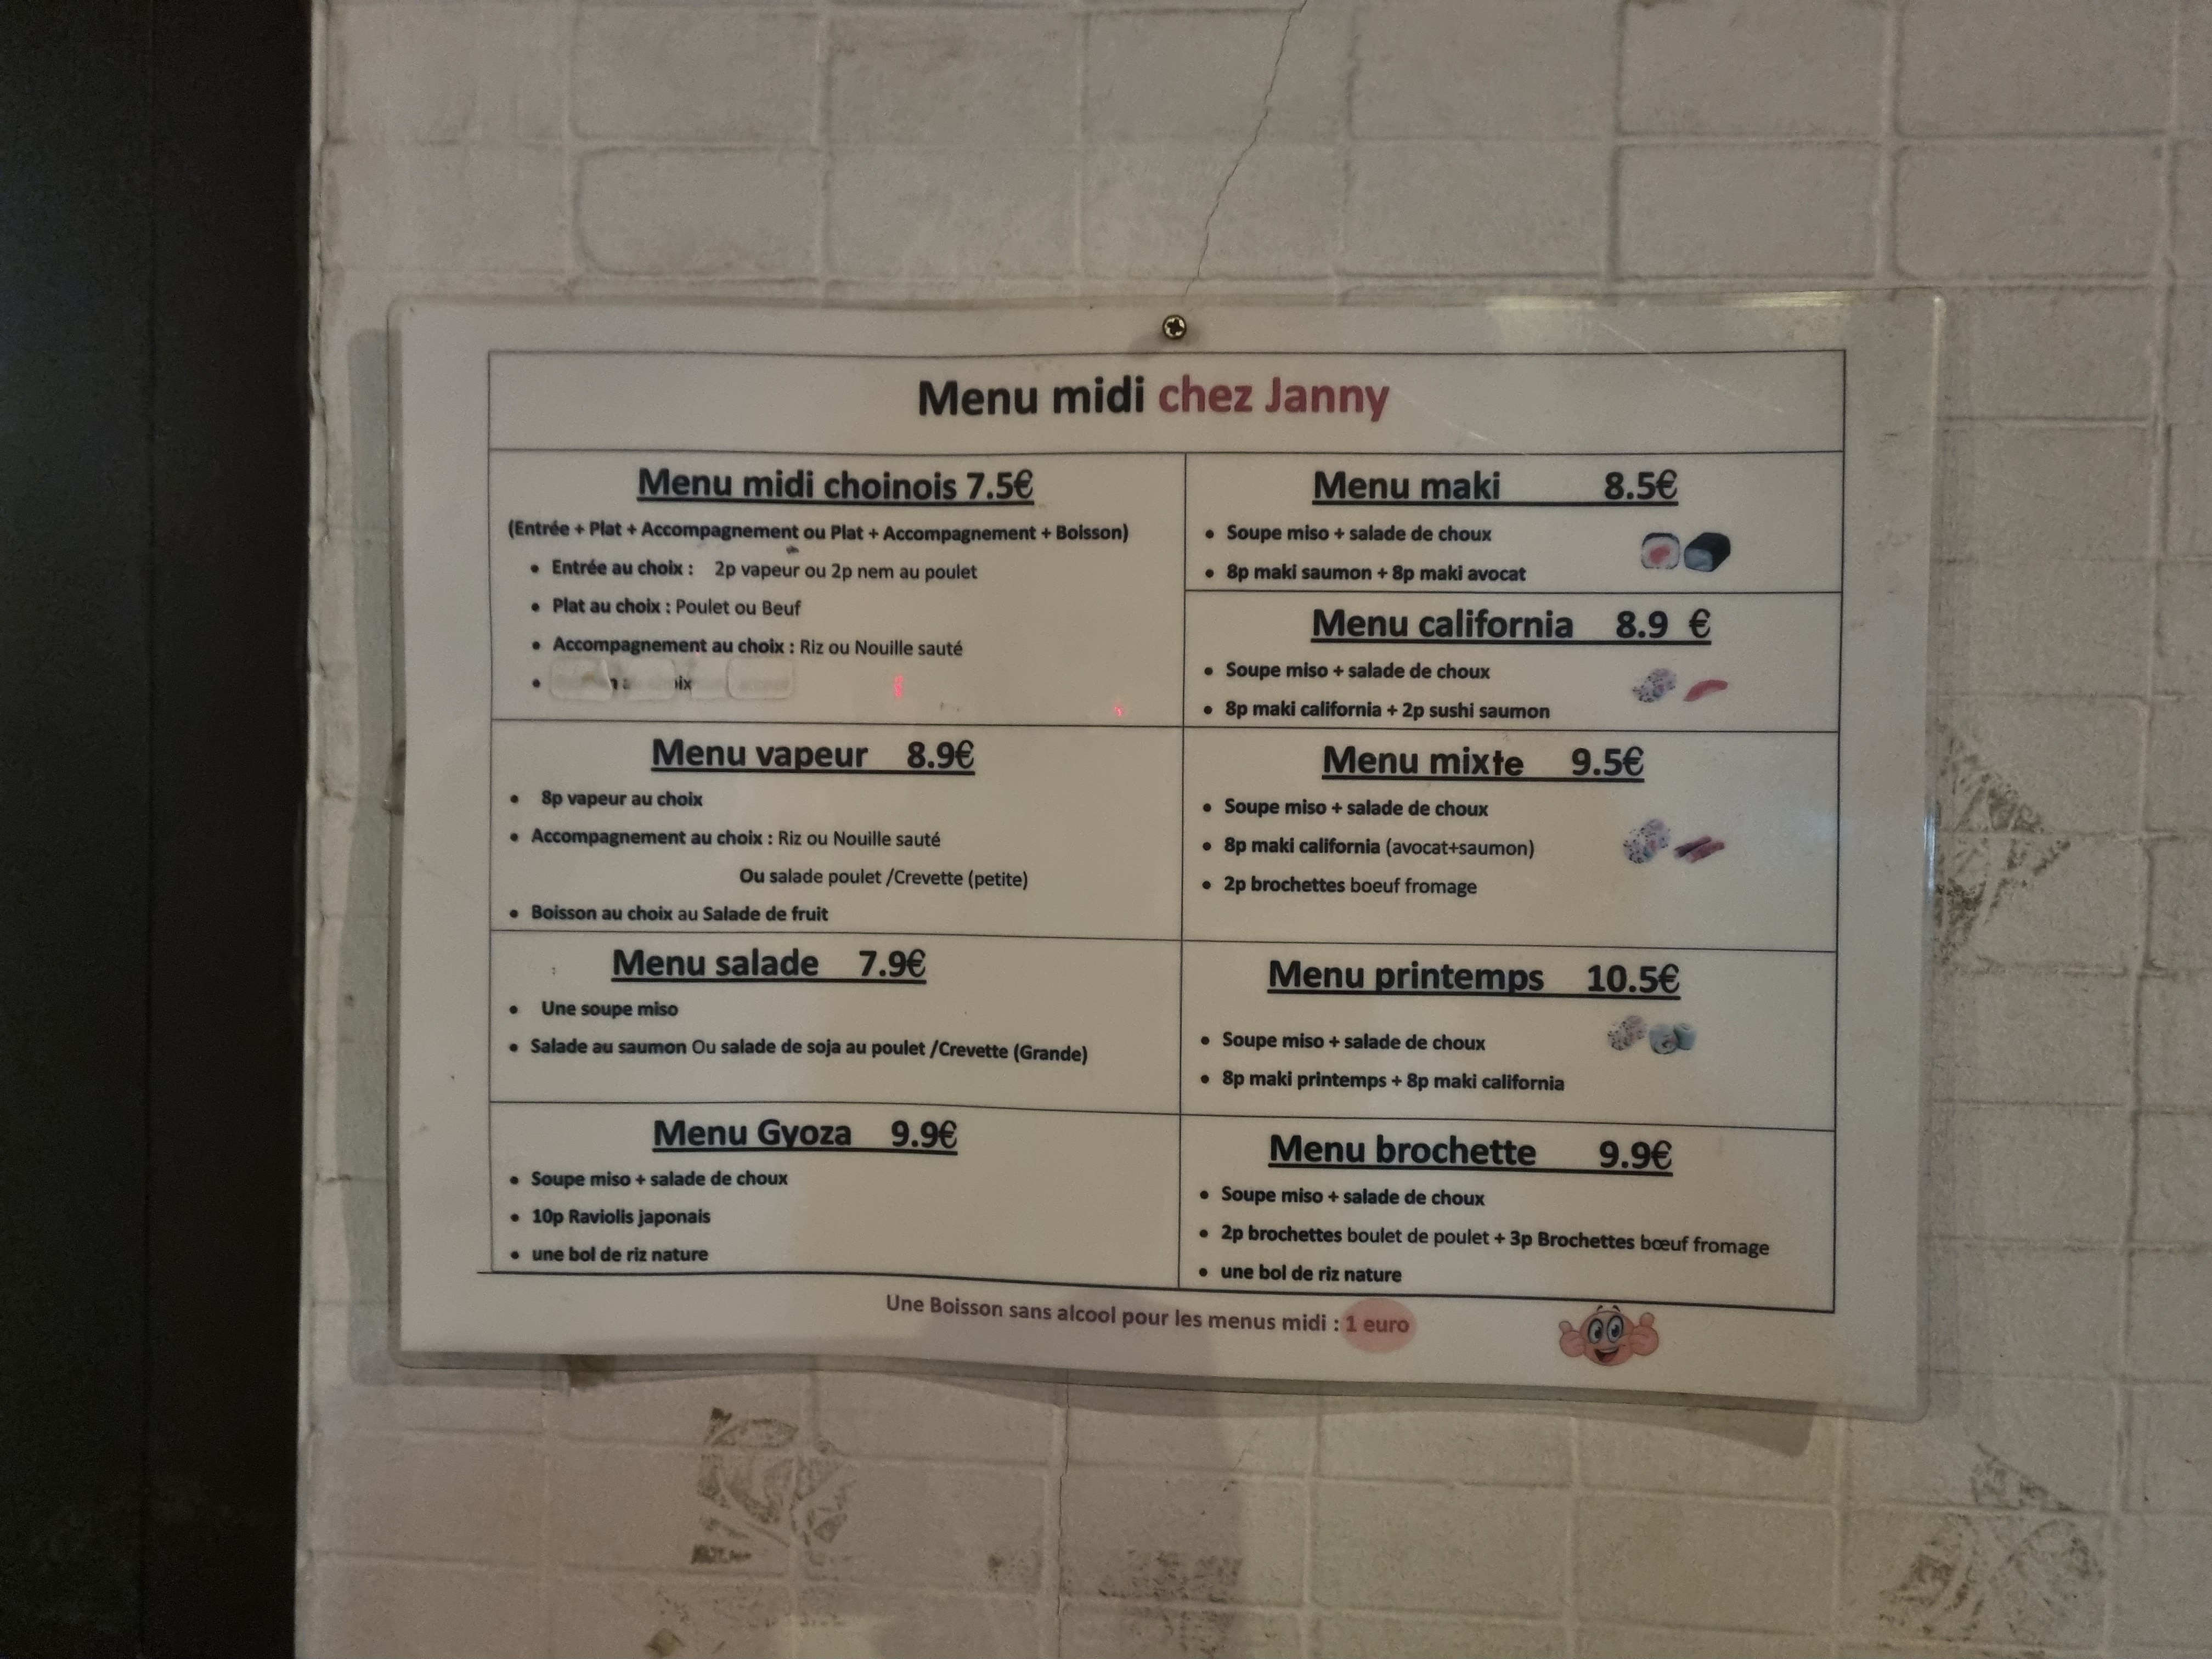 Menu midi chez Janny
Menu midi choinois 7.5€
(Entrée + Plat + Accompagnement ou Plat + Accompagnement + Boisson)
• Entrée au choix : 2p vapeur ou 2p nem au poulet
• Plat au choix : Poulet ou Beuf
• Accompagnement au choix : Riz ou Nouille sauté
Menu vapeur 8.9€
• 8p vapeur au choix
• Accompagnement au choix : Riz ou Nouille sauté
Ou salade poulet /Crevette (petite)
• Boisson au choix au Salade de fruit
Menu salade 7.9€
• Une soupe miso
• Salade au saumon Ou salade de soja au poulet /Crevette (Grande)
Menu Gyoza 9.9€
• Soupe miso + salade de choux
• 10p Raviolis japonais
• une bol de riz nature
Menu maki 8.5€
• Soupe miso + salade de choux
• 8p maki saumon + 8p maki avocat
Menu california 8.9 €
• Soupe miso + salade de choux
• 8p maki california + 2p sushi saumon
Menu mixte 9.5€
• Soupe miso + salade de choux
• 8p maki california (avocat+saumon)
• 2p brochettes boeuf fromage
Menu printemps 10.5€
• Soupe miso + salade de choux
• 8p maki printemps + 8p maki california
Menu brochette 9.9€
• Soupe miso + salade de choux
• 2p brochettes boulet de poulet + 3p Brochettes bœuf fromage
• une bol de riz nature
Une Boisson sans alcool pour les menus midi : 1 euro